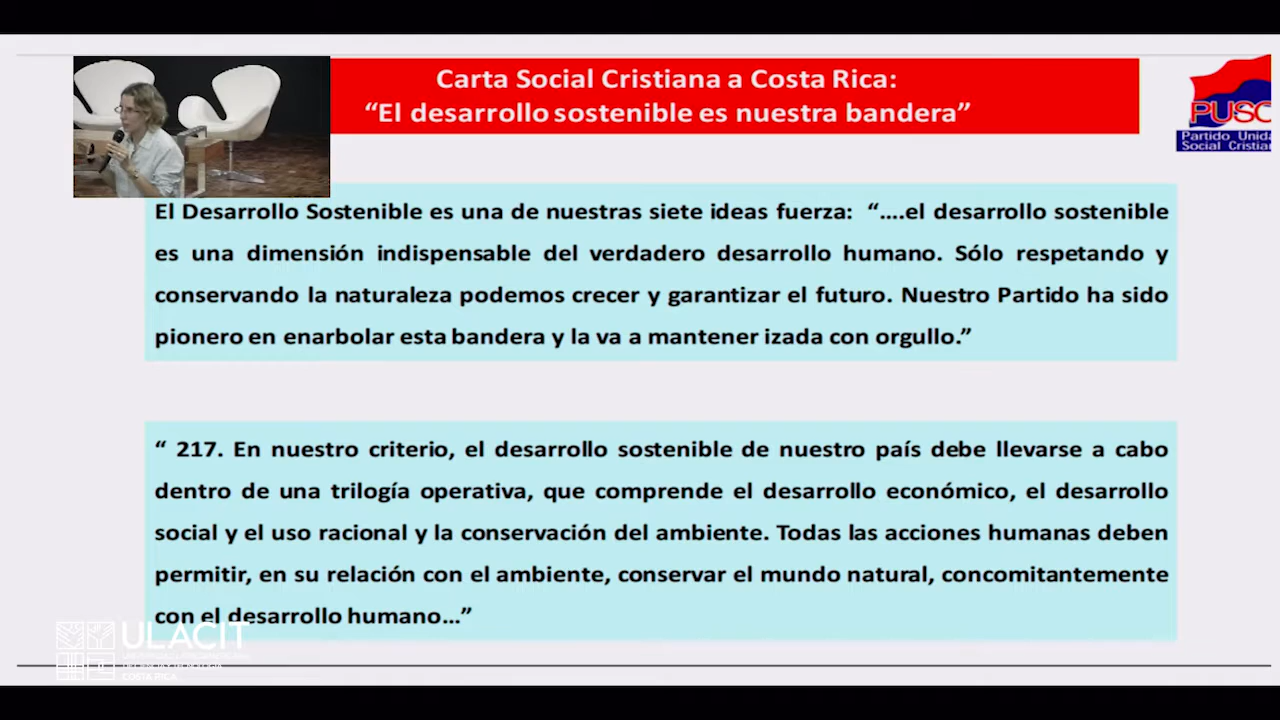 Carta Social Cristiana a Costa Rica:
“El desarrollo sostenible es nuestra bandera”
PUSC
Partido Unida
Social Cristian
El Desarrollo Sostenible es una de nuestras siete ideas fuerza: “....el desarrollo sostenible
es una dimensión indispensable del verdadero desarrollo humano. Sólo respetando y
conservando la naturaleza podemos crecer y garantizar el futuro. Nuestro Partido ha sido
pionero en enarbolar esta bandera y la va a mantener izada con orgullo.”
“ 217. En nuestro criterio, el desarrollo sostenible de nuestro país debe llevarse a cabo
dentro de una trilogía operativa, que comprende el desarrollo económico, el desarrollo
social y el uso racional y la conservación del ambiente. Todas las acciones humanas deben
permitir, en su relación con el ambiente, conservar el mundo natural, concomitantemente
con el desarrollo humano...”
ULACIT
DE CIENCIA Y TECNOLOGÍA
COSTA RICA